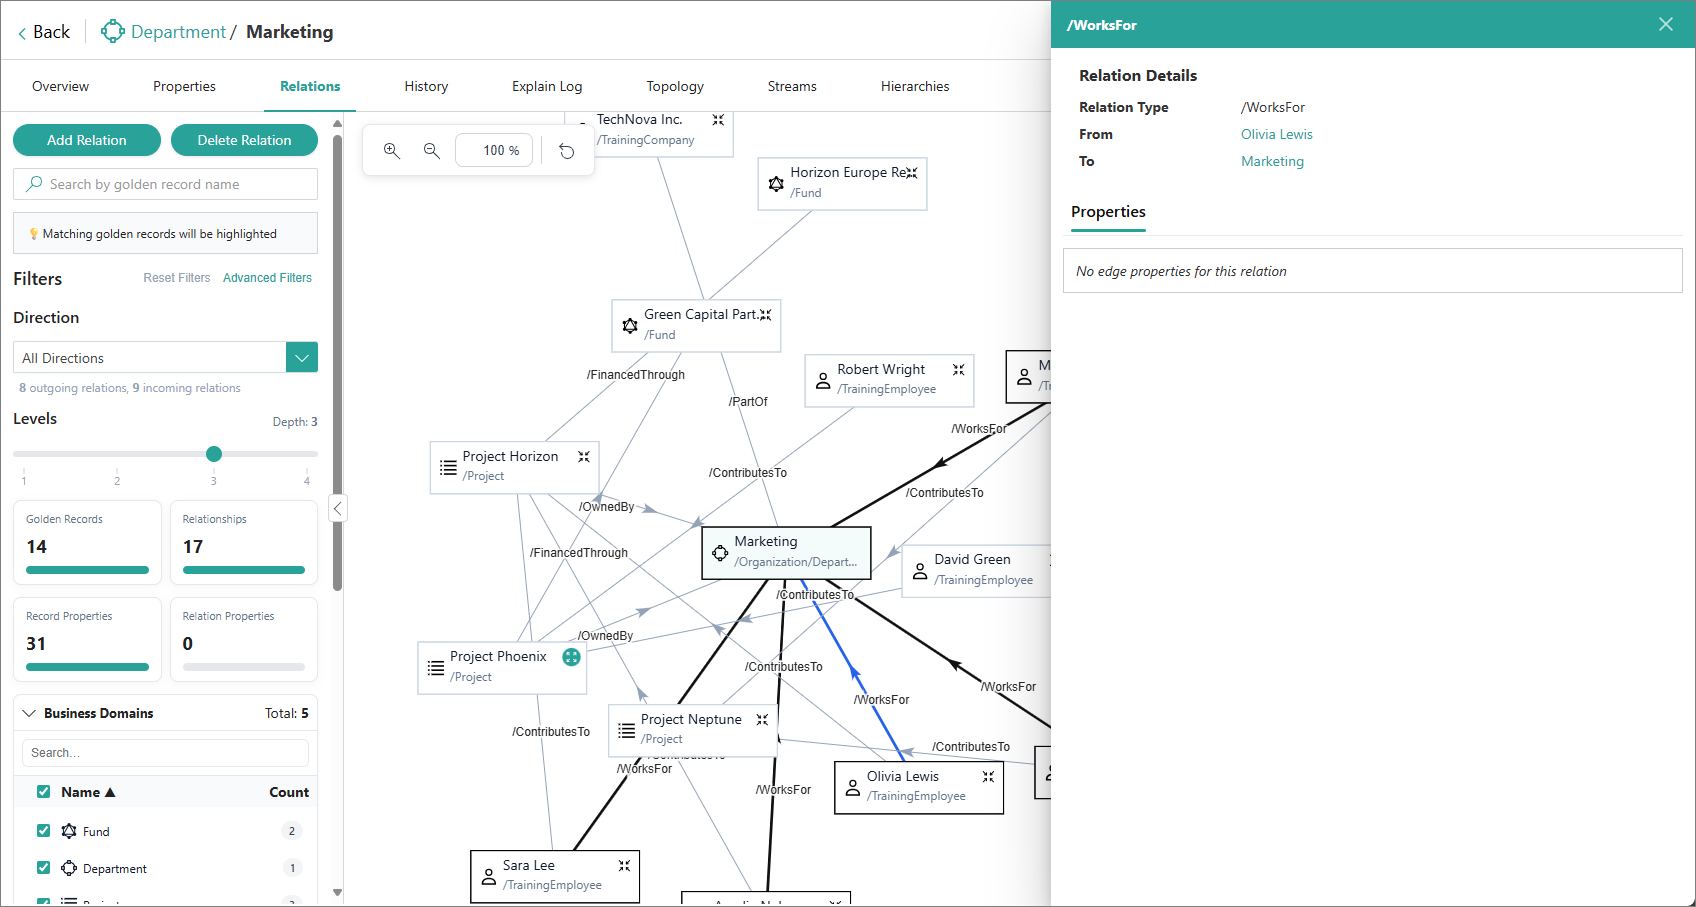 Back
Department / Marketing
/WorksFor
Overview
Properties
Relations
History
Explain Log
Topology
Streams
Hierarchies
Add Relation
Delete Relation
Search by golden record name
Matching golden records will be highlighted
Filters
Reset Filters
Advanced Filters
Direction
All Directions
8 outgoing relations, 9 incoming relations
Levels
Depth: 3
1
2
3
4
Golden Records
14
Relationships
17
Record Properties
31
Relation Properties
0
Business Domains
Total: 5
Search...
Name
Count
Fund
2
Department
1
100 %
TechNova Inc.
/TrainingCompany
Horizon Europe Re
/Fund
Green Capital Part.
/Fund
/FinancedThrough
/PartOf
Robert Wright
/TrainingEmployee
M
/Tr
/WorksFor
Project Horizon
/Project
/ContributesTo
/ContributesTo
/OwnedBy
Marketing
/Organization/Depart...
/FinancedThrough
David Green
/TrainingEmployee
/ContributesTo
/OwnedBy
Project Phoenix
/Project
/ContributesTo
/WorksFor
/WorksFor
Project Neptune
/Project
/ContributesTo
/ContributesTo
/ContributesTo
/WorksFor
/WorksFor
Olivia Lewis
/TrainingEmployee
Sara Lee
/TrainingEmployee
Relation Details
Relation Type
/WorksFor
From
Olivia Lewis
To
Marketing
Properties
No edge properties for this relation